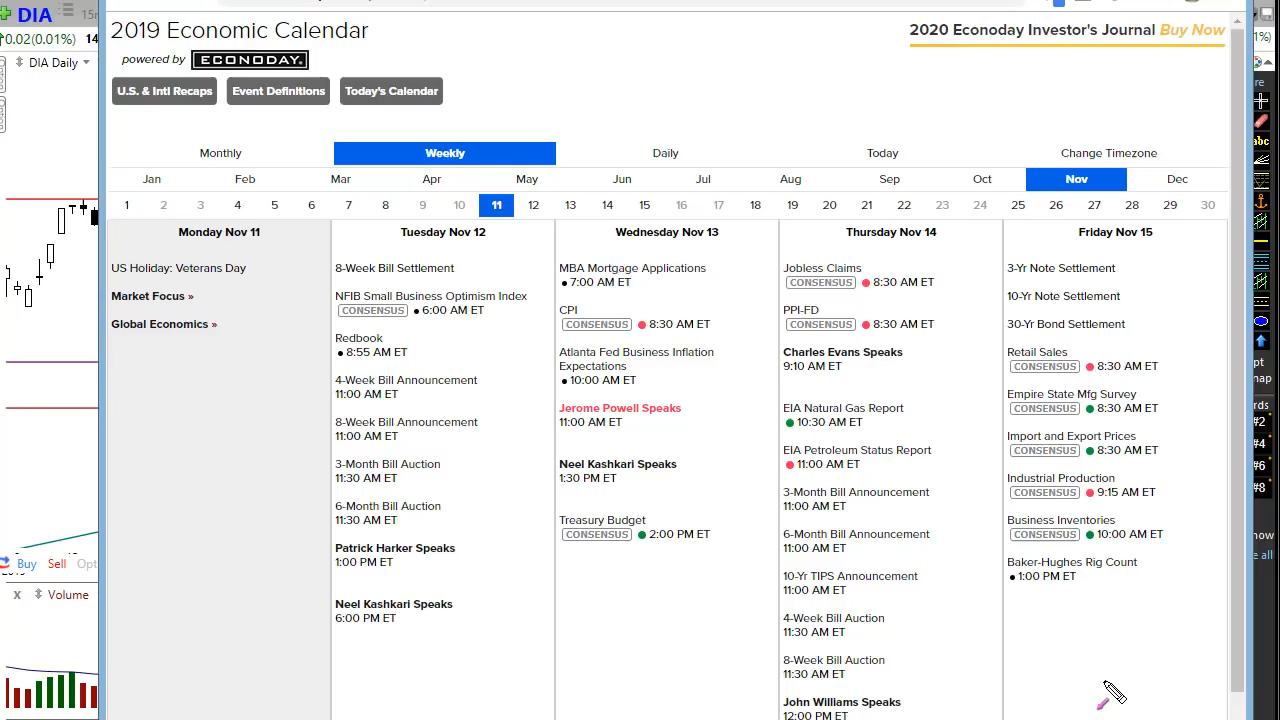 DIA
15m
0.02(0.01%) 14
DIA Daily
2019 Economic Calendar
2020 Econoday Investor's Journal Buy Now
powered by ECONODAY.
U.S. & Intl Recaps
Event Definitions
Today's Calendar
Monthly Weekly Daily Today Change Timezone
Jan Feb Mar Apr May Jun Jul Aug Sep Oct Nov Dec
1 2 3 4 5 6 7 8 9 10 11 12 13 14 15 16 17 18 19 20 21 22 23 24 25 26 27 28 29 30
Monday Nov 11
US Holiday: Veterans Day
Market Focus »
Global Economics »
Tuesday Nov 12
8-Week Bill Settlement
NFIB Small Business Optimism Index
CONSENSUS 6:00 AM ET
Redbook
8:55 AM ET
4-Week Bill Announcement
11:00 AM ET
8-Week Bill Announcement
11:00 AM ET
3-Month Bill Auction
11:30 AM ET
6-Month Bill Auction
11:30 AM ET
Patrick Harker Speaks
1:00 PM ET
Neel Kashkari Speaks
6:00 PM ET
Wednesday Nov 13
MBA Mortgage Applications
7:00 AM ET
CPI
CONSENSUS 8:30 AM ET
Atlanta Fed Business Inflation
Expectations
10:00 AM ET
Jerome Powell Speaks
11:00 AM ET
Neel Kashkari Speaks
1:30 PM ET
Treasury Budget
CONSENSUS 2:00 PM ET
Thursday Nov 14
Jobless Claims
CONSENSUS 8:30 AM ET
PPI-FD
CONSENSUS 8:30 AM ET
Charles Evans Speaks
9:10 AM ET
EIA Natural Gas Report
10:30 AM ET
EIA Petroleum Status Report
11:00 AM ET
3-Month Bill Announcement
11:00 AM ET
6-Month Bill Announcement
11:00 AM ET
10-Yr TIPS Announcement
11:00 AM ET
4-Week Bill Auction
11:30 AM ET
8-Week Bill Auction
11:30 AM ET
John Williams Speaks
12:00 PM ET
Friday Nov 15
3-Yr Note Settlement
10-Yr Note Settlement
30-Yr Bond Settlement
Retail Sales
CONSENSUS 8:30 AM ET
Empire State Mfg Survey
CONSENSUS 8:30 AM ET
Import and Export Prices
CONSENSUS 8:30 AM ET
Industrial Production
CONSENSUS 9:15 AM ET
Business Inventories
CONSENSUS 10:00 AM ET
Baker-Hughes Rig Count
1:00 PM ET
Buy Sell Opt
x Volume
abc
#2
#4
#6
#8